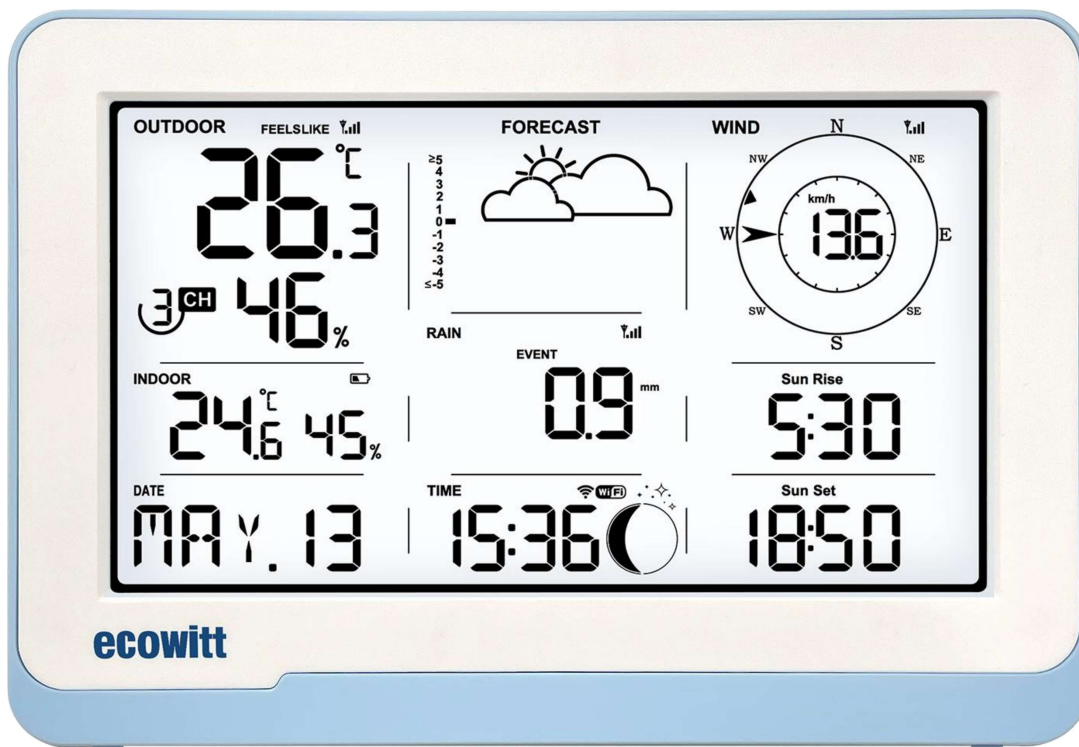 OUTDOOR FEELSLIKE
26.3 °C
3 CH 46%
INDOOR
24.6 °C 45%
DATE
MAY. 13
FORECAST
≥5
4
3
2
1
0
-1
-2
-3
-4
≤-5
RAIN
EVENT
0.9 mm
TIME WiFi
15:36
WIND
N
NW NE
km/h
W 13.6 E
SW SE
S
Sun Rise
5:30
Sun Set
18:50
ecowitt